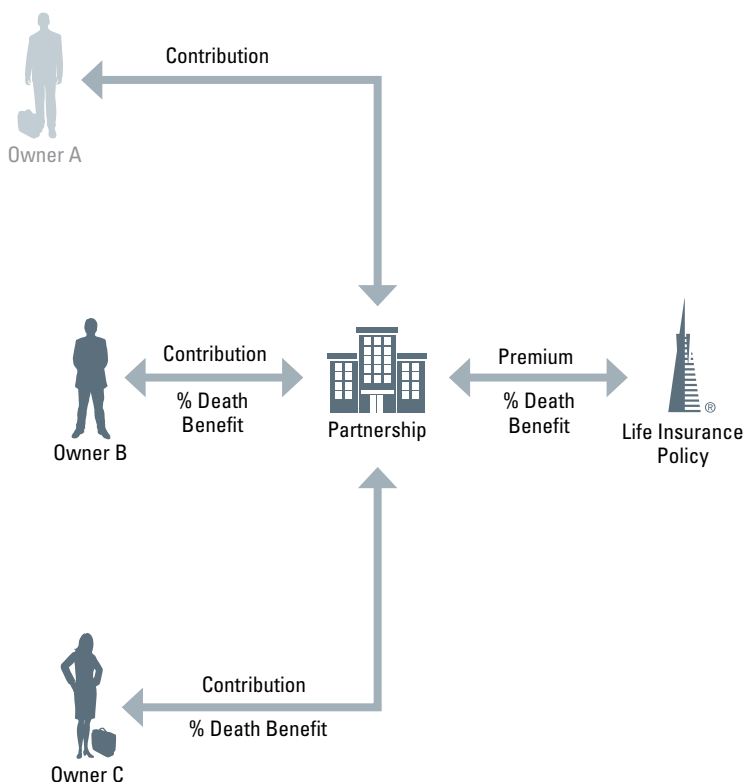 Contribution
Owner A
Contribution
% Death
Benefit
Owner B
Partnership
Premium
% Death
Benefit
®
Life Insurance
Policy
Contribution
% Death Benefit
Owner C